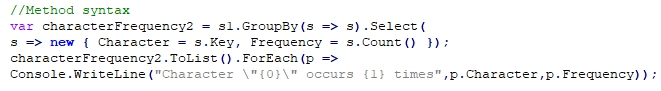 //Method syntax
var characterFrequency2 = s1.GroupBy(s => s).Select(
s => new { Character = s.Key, Frequency = s.Count() });
characterFrequency2.ToList().ForEach(p =>
Console.WriteLine("Character \"{0}\" occurs {1} times",p.Character,p.Frequency));